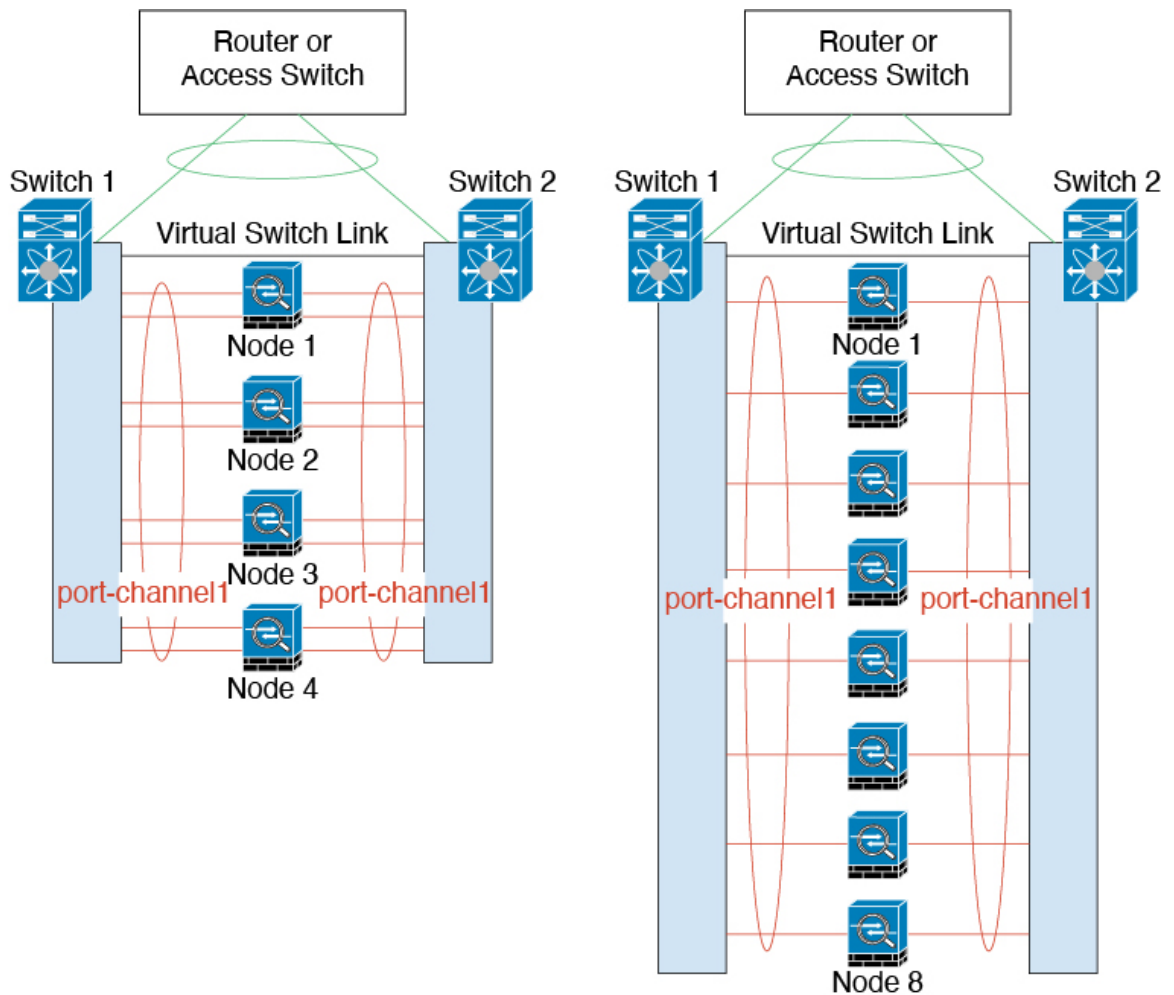 Router or
Access Switch
Switch 1
Switch 2
Virtual Switch Link
Node 1
Node 2
Node 3
port-channel1
port-channel1
Node 4
Router or
Access Switch
Switch 1
Switch 2
Virtual Switch Link
Node 1
port-channel1
port-channel1
Node 8